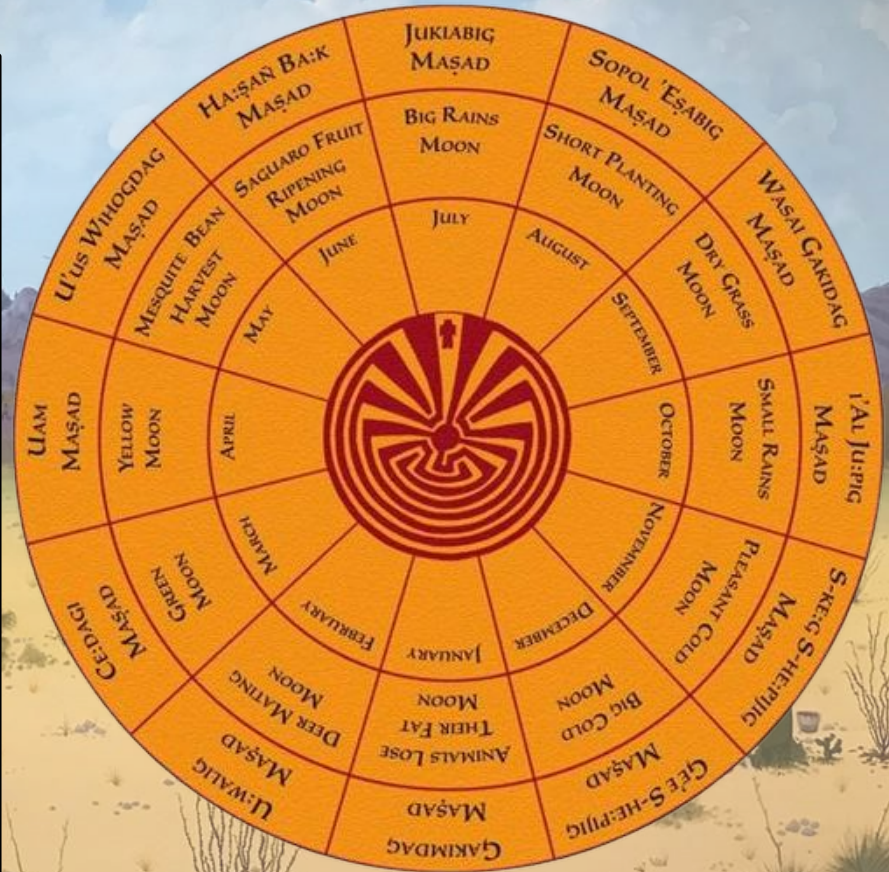 JUKIABIG
MAṢAD
BIG RAINS
MOON
JULY
SOPOL 'EṢABIG
MAṢAD
SHORT PLANTING
MOON
AUGUST
WAṢAI GAKIDAG
MAṢAD
DRY GRASS
MOON
SEPTEMBER
I'AL JU:PIG
MAṢAD
SMALL RAINS
MOON
OCTOBER
S-KE:G S-HE:PIJIG
MAṢAD
PLEASANT COLD
MOON
NOVEMNBER
GE'E S-HE:PIJIG
MAṢAD
BIG COLD
MOON
DECEMBER
GAKIMDAG
MAṢAD
ANIMALS LOSE
THEIR FAT
MOON
JANUARY
U:WALIG
MAṢAD
DEER MATING
MOON
FEBRUARY
CE:DAGI
MAṢAD
GREEN
MOON
MARCH
UAM
MAṢAD
YELLOW
MOON
APRIL
U'US WIHOGDAG
MAṢAD
MESQUITE BEAN
HARVEST
MOON
MAY
HA:ṢAÑ BA:K
MAṢAD
SAGUARO FRUIT
RIPENING
MOON
JUNE